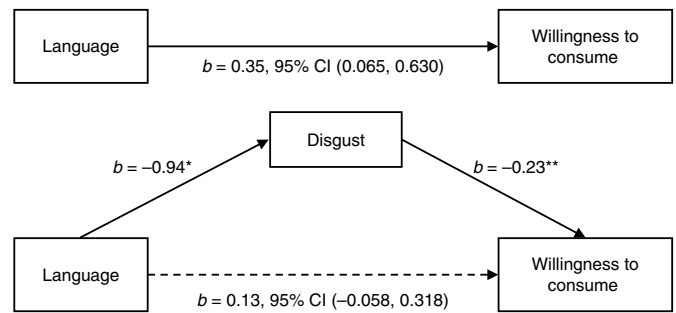 Language
Willingness to
consume
b = 0.35, 95% CI (0.065, 0.630)
Disgust
b = –0.94*
b = –0.23**
Language
Willingness to
consume
b = 0.13, 95% CI (–0.058, 0.318)